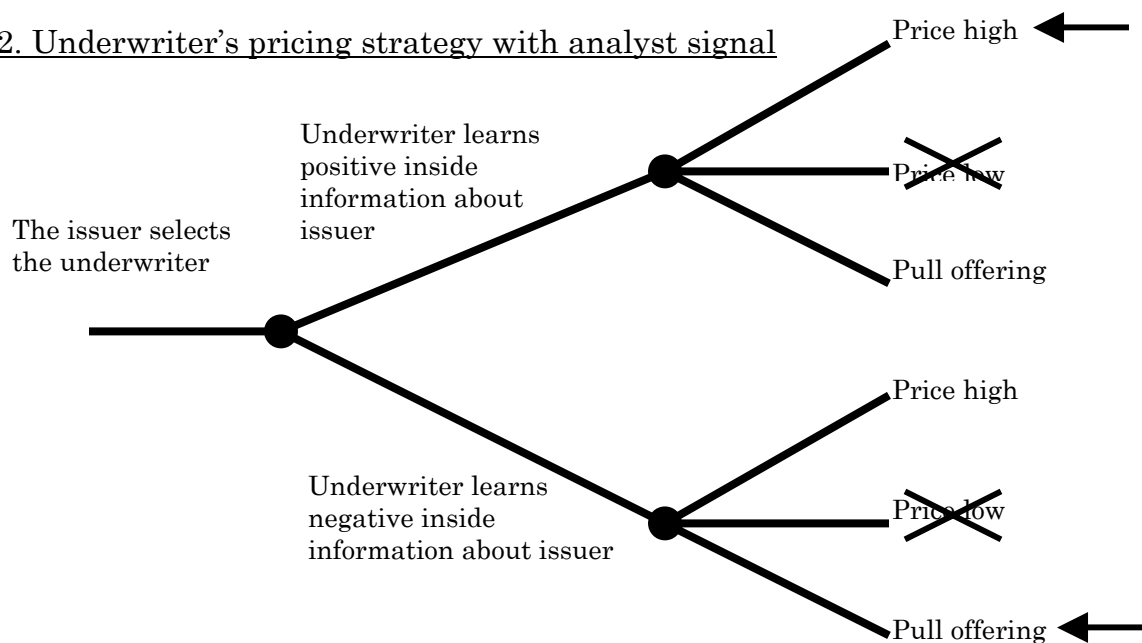 2. Underwriter’s pricing strategy with analyst signal
Price high
Underwriter learns
positive inside
information about
issuer
Price low
The issuer selects
the underwriter
Pull offering
Price high
Underwriter learns
negative inside
information about issuer
Price low
Pull offering